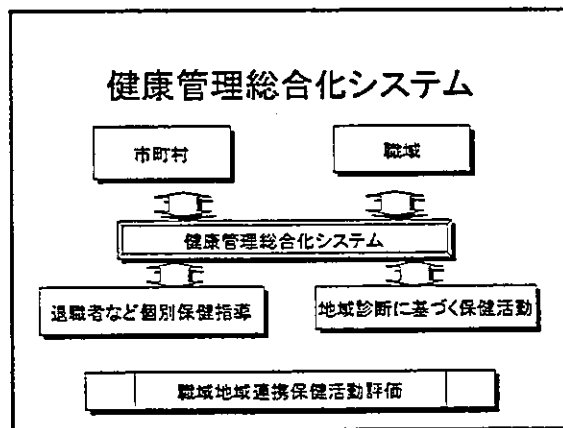 健康管理総合化システム
市町村
職域
健康管理総合化システム
退職者など個別保健指導
地域診断に基づく保健活動
職域地域連携保健活動評価